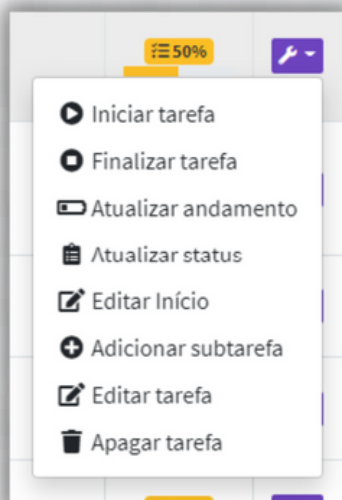 50%
Iniciar tarefa
Finalizar tarefa
Atualizar andamento
Atualizar status
Editar Início
Adicionar subtarefa
Editar tarefa
Apagar tarefa